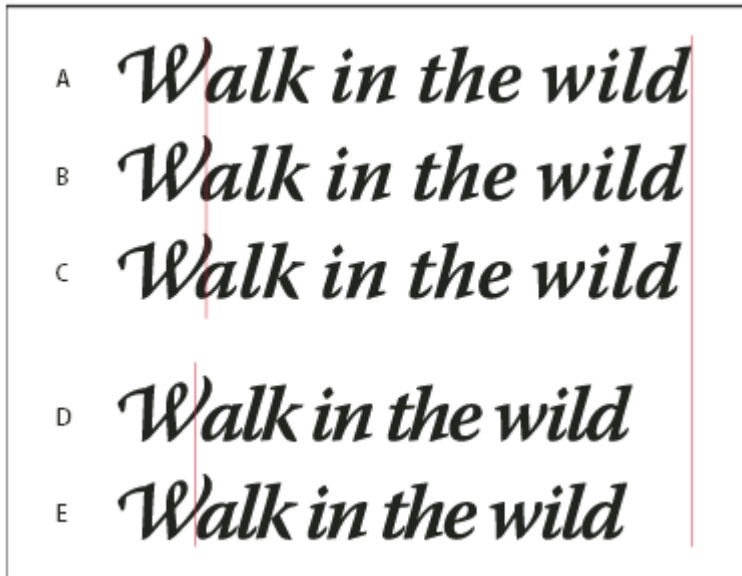 A Walk in the wild
B Walk in the wild
C Walk in the wild
D Walk in the wild
E Walk in the wild